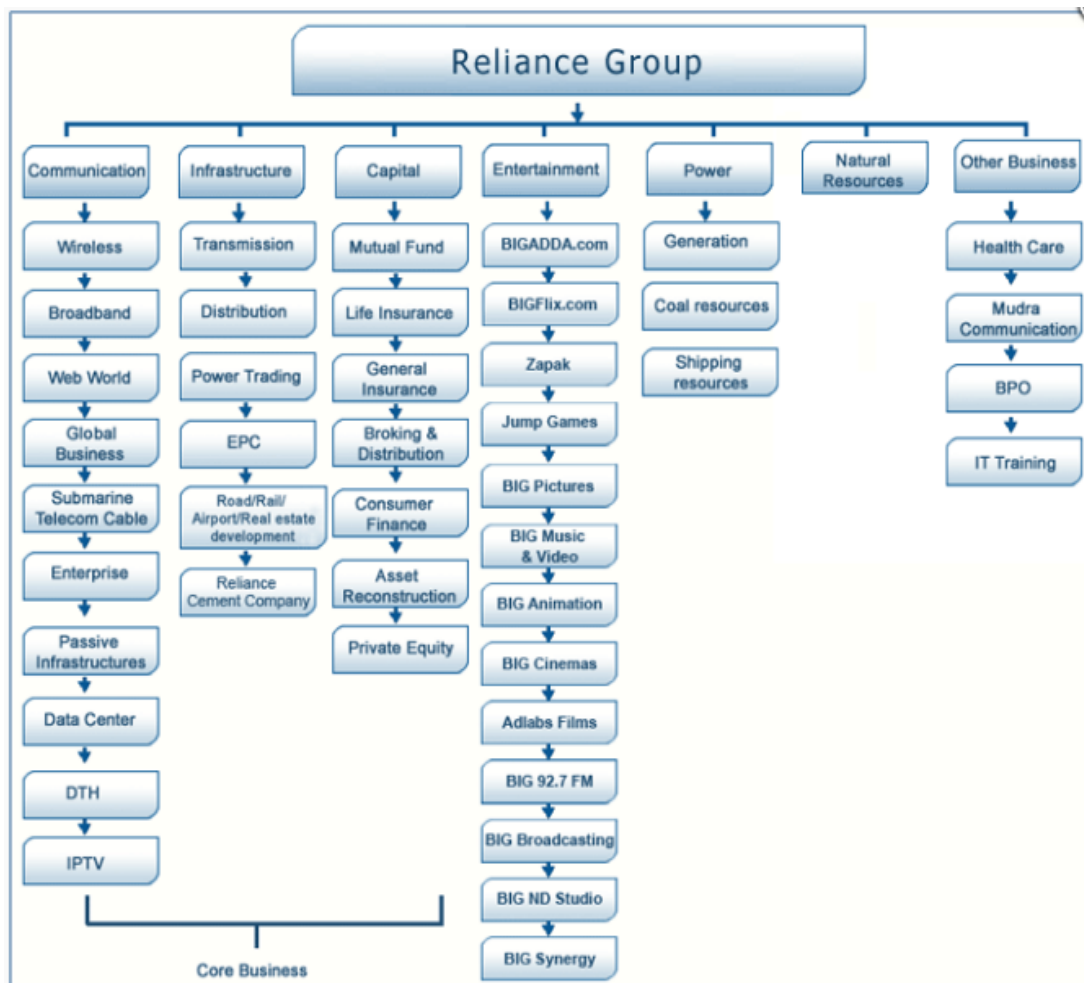 Reliance Group
Communication
Infrastructure
Capital
Entertainment
Power
Natural
Resources
Other Business
Wireless
Broadband
Web World
Global
Business
Submarine
Telecom Cable
Enterprise
Passive
Infrastructures
Data Center
DTH
IPTV
Transmission
Distribution
Power Trading
EPC
Road/Rail/
Airport/Real estate
development
Reliance
Cement Company
Mutual Fund
Life Insurance
General
Insurance
Broking &
Distribution
Consumer
Finance
Asset
Reconstruction
Private Equity
BIGADDA.com
BIGFlix.com
Zapak
Jump Games
BIG Pictures
BIG Music
& Video
BIG Animation
BIG Cinemas
Adlabs Films
BIG 92.7 FM
BIG Broadcasting
BIG ND Studio
BIG Synergy
Generation
Coal resources
Shipping
resources
Health Care
Mudra
Communication
BPO
IT Training
Core Business